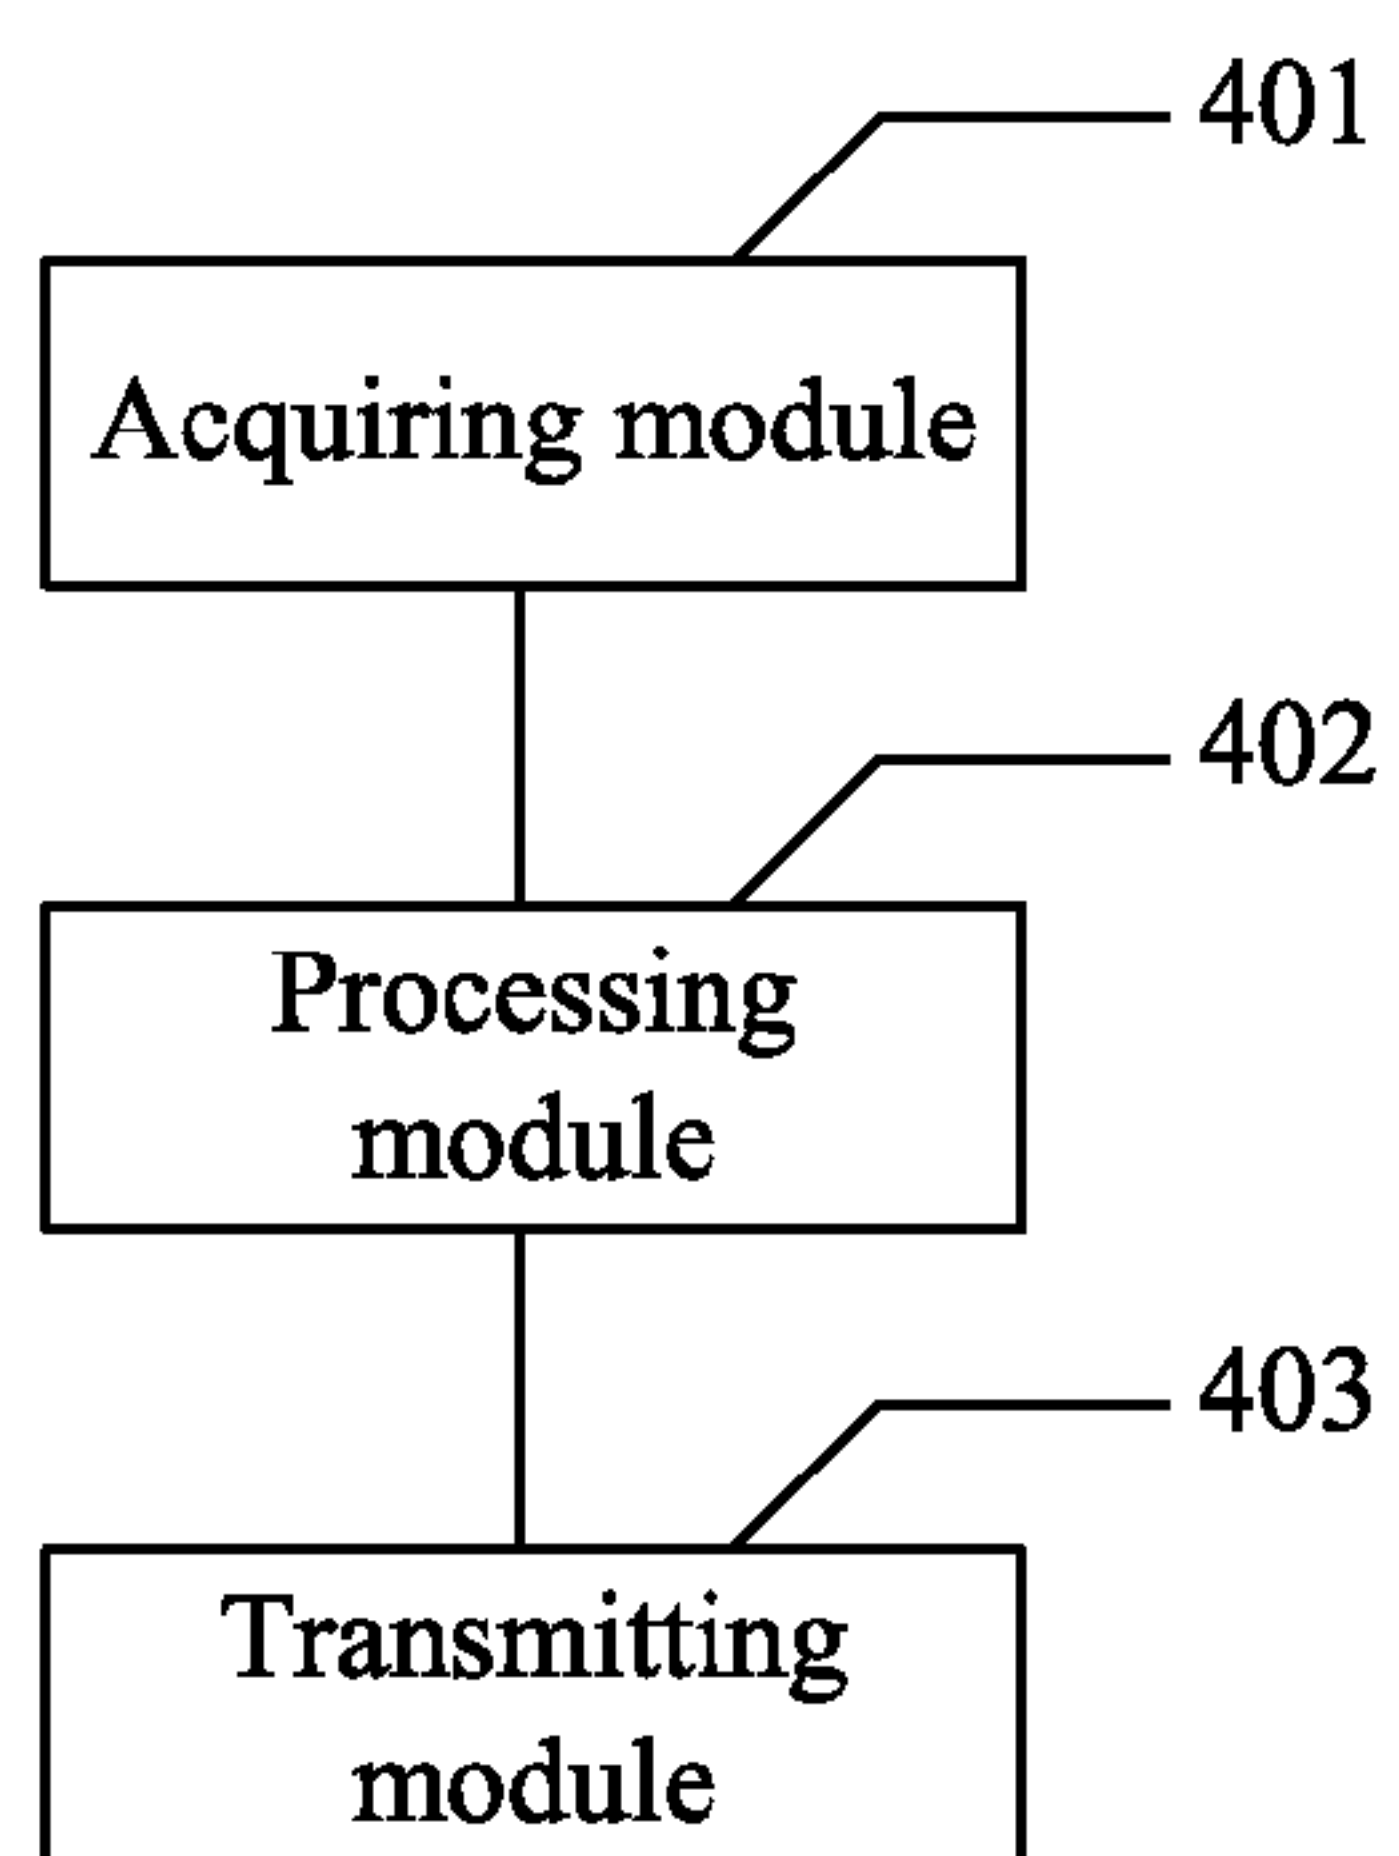 401
Acquiring module
402
Processing
module
403
Transmitting
module